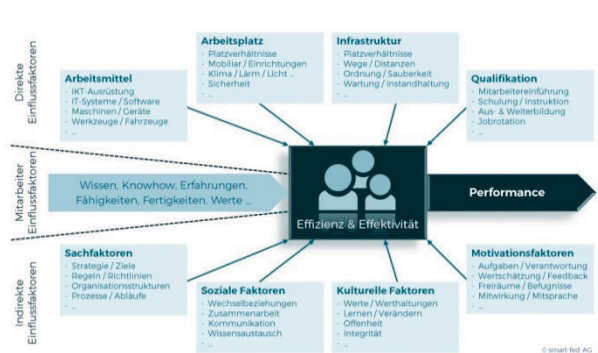 Direkte
Einflussfaktoren
Arbeitsmittel
- IKT-Ausrüstung
- IT-Systeme / Software
- Maschinen / Geräte
- Werkzeuge / Fahrzeuge
- ...
Arbeitsplatz
- Platzverhältnisse
- Mobiliar / Einrichtungen
- Klima / Lärm / Licht ...
- Sicherheit
- ...
Infrastruktur
- Platzverhältnisse
- Wege / Distanzen
- Ordnung / Sauberkeit
- Wartung / Instandhaltung
- ...
Qualifikation
- Mitarbeitereinführung
- Schulung / Instruktion
- Aus- & Weiterbildung
- Jobrotation
- ...
Mitarbeiter
Einflussfaktoren
Wissen, Knowhow, Erfahrungen,
Fähigkeiten, Fertigkeiten, Werte ...
Effizienz & Effektivität
Performance
Indirekte
Einflussfaktoren
Sachfaktoren
- Strategie / Ziele
- Regeln / Richtlinien
- Organisationsstrukturen
- Prozesse / Abläufe
- ...
Soziale Faktoren
- Wechselbeziehungen
- Zusammenarbeit
- Kommunikation
- Wissensaustausch
- ...
Kulturelle Faktoren
- Werte / Werthaltungen
- Lernen / Verändern
- Offenheit
- Integrität
- ...
Motivationsfaktoren
- Aufgaben / Verantwortung
- Wertschätzung / Feedback
- Freiräume / Befugnisse
- Mitwirkung / Mitsprache
- ...
© smart-fed AG